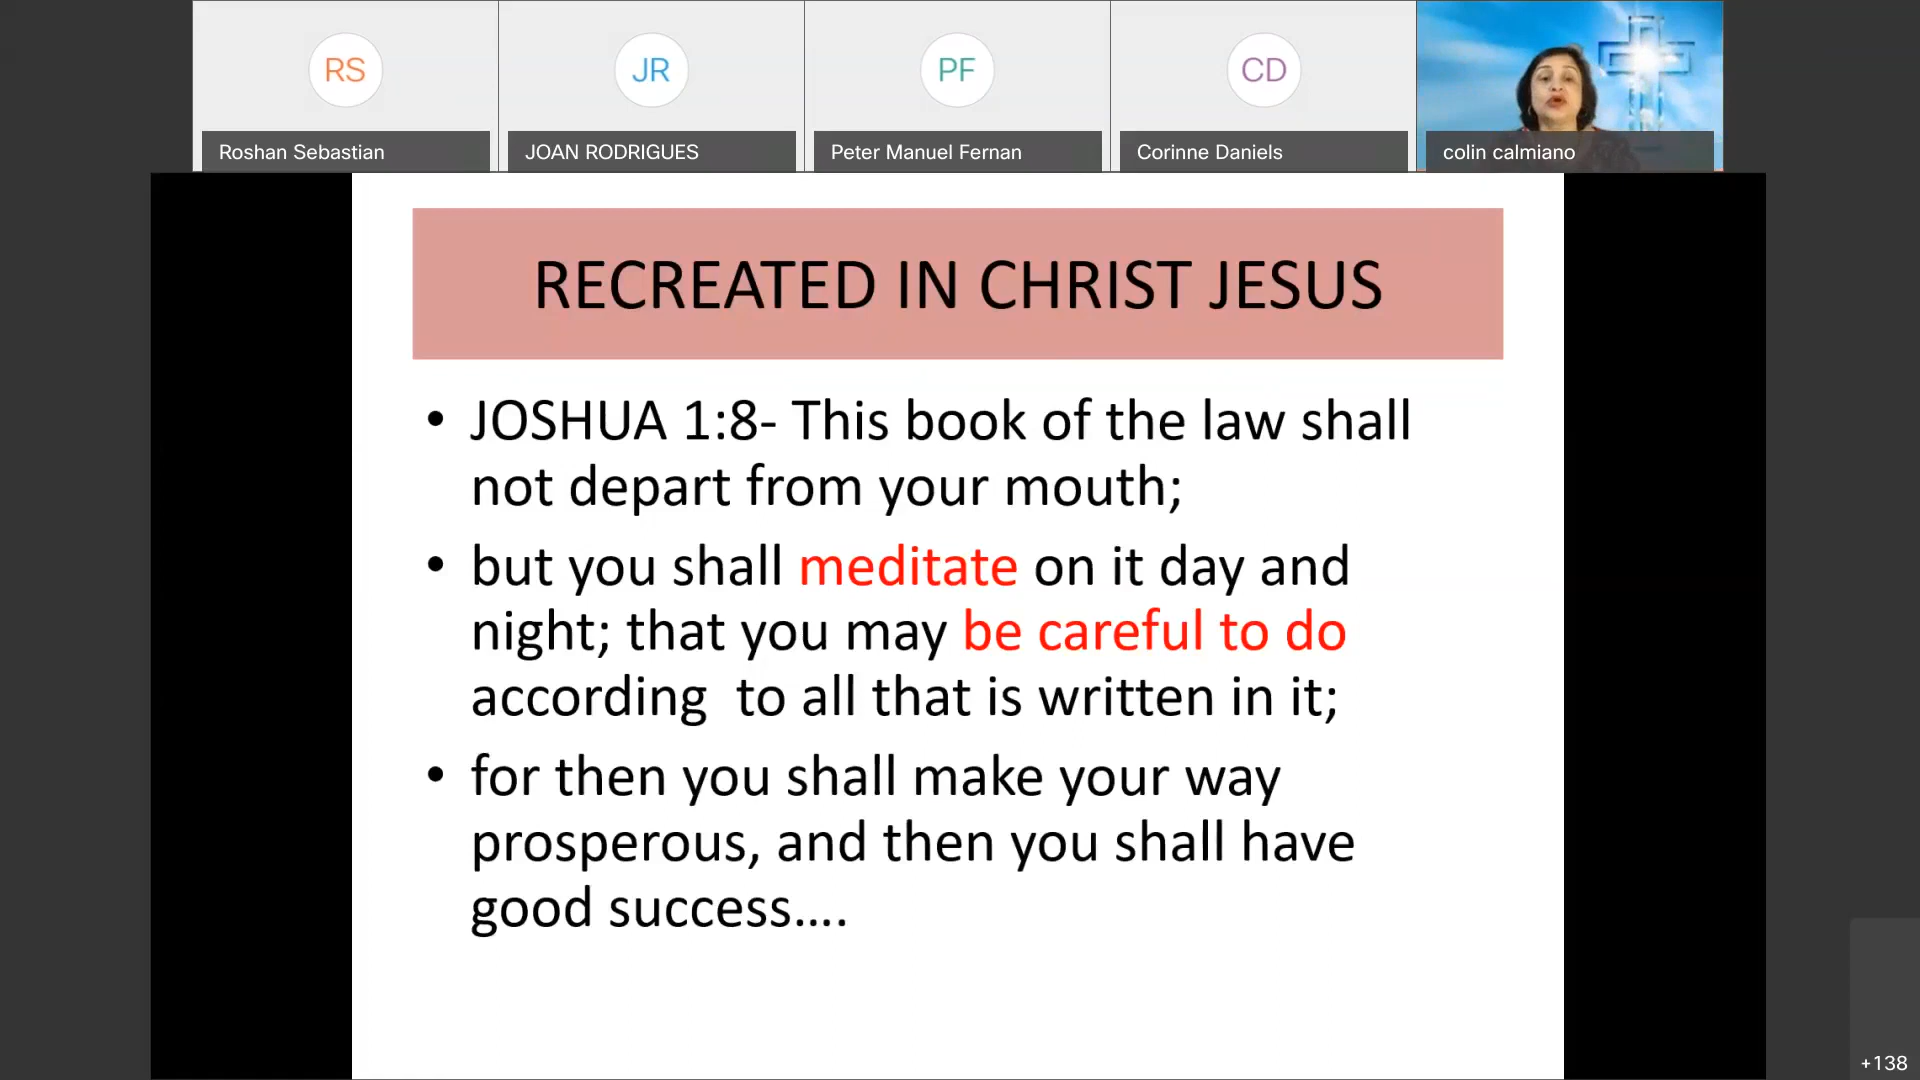 RS
JR
PF
CD
Roshan Sebastian
JOAN RODRIGUES
Peter Manuel Fernan
Corinne Daniels
colin calmiano
RECREATED IN CHRIST JESUS
• JOSHUA 1:8- This book of the law shall
not depart from your mouth;
• but you shall meditate on it day and
night; that you may be careful to do
according  to all that is written in it;
• for then you shall make your way
prosperous, and then you shall have
good success….
+138